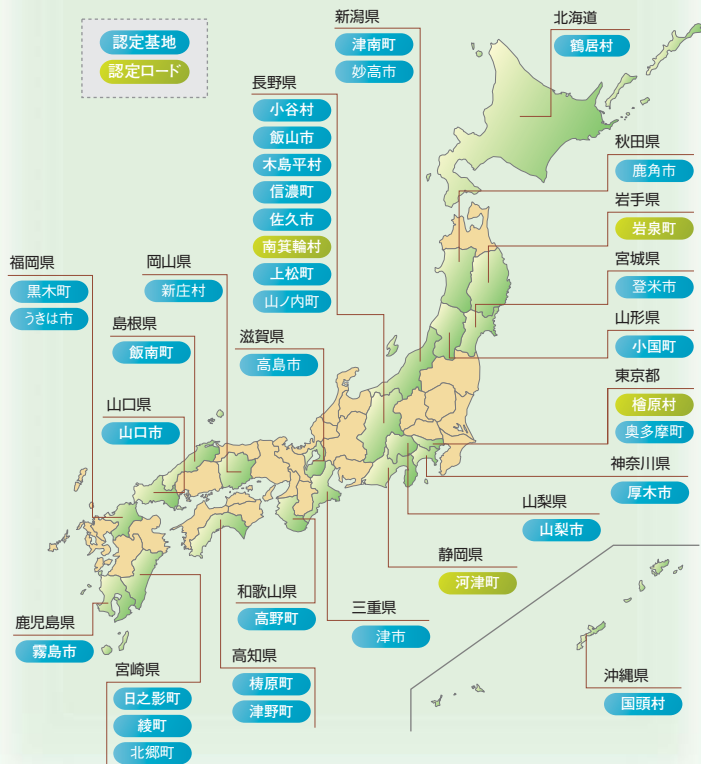 認定基地
認定ロード
新潟県
津南町
妙高市
北海道
鶴居村
長野県
小谷村
飯山市
木島平村
信濃町
佐久市
南箕輪村
上松町
山ノ内町
秋田県
鹿角市
岩手県
岩泉町
宮城県
登米市
山形県
小国町
東京都
檜原村
奥多摩町
神奈川県
厚木市
山梨県
山梨市
静岡県
河津町
福岡県
黒木町
うきは市
岡山県
新庄村
島根県
飯南町
滋賀県
高島市
山口県
山口市
和歌山県
高野町
三重県
津市
高知県
梼原町
津野町
鹿児島県
霧島市
宮崎県
日之影町
綾町
北郷町
沖縄県
国頭村